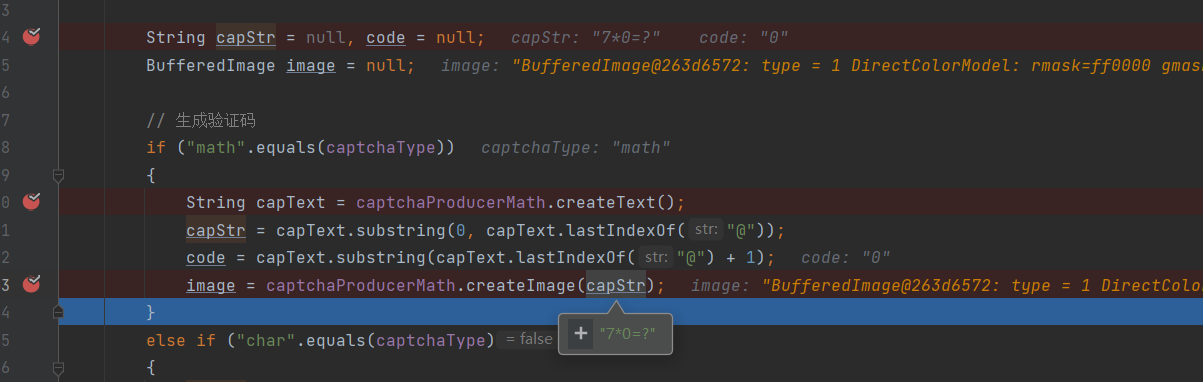 3
4 String capStr = null, code = null; capStr: "7*0=?" code: "0"
5 BufferedImage image = null; image: "BufferedImage@263d6572: type = 1 DirectColorModel: rmask=ff0000 gmas
6
7 // 生成验证码
8 if ("math".equals(captchaType)) captchaType: "math"
9 {
0 String capText = captchaProducerMath.createText();
1 capStr = capText.substring(0, capText.lastIndexOf( str: "@"));
2 code = capText.substring(capText.lastIndexOf( str: "@") + 1); code: "0"
3 image = captchaProducerMath.createImage(capStr); image: "BufferedImage@263d6572: type = 1 DirectColo
4 }
+ "7*0=?"
5 else if ("char".equals(captchaType) = false
6 {